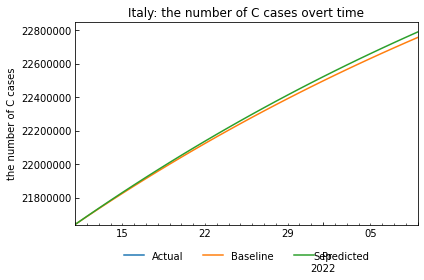 Italy: the number of C cases overt time
the number of C cases
22800000
22600000
22400000
22200000
22000000
21800000
15
22
29
05
Sep
2022
Actual
Baseline
Predicted